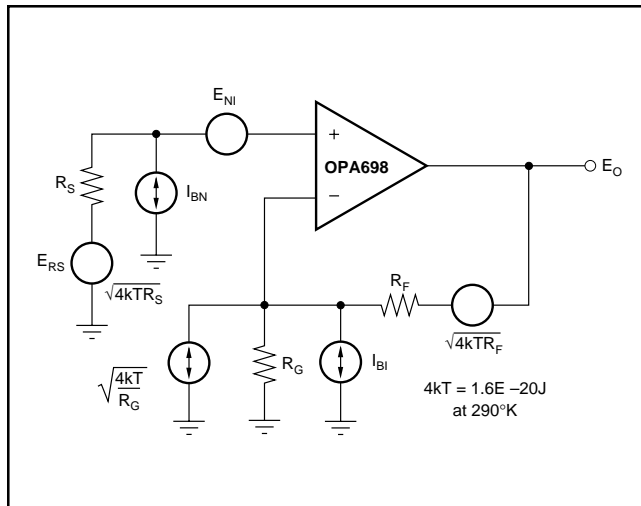 E_NI
+
OPA698
−
E_O
R_S
I_BN
E_RS
√4kTR_S
R_F
√4kTR_F
√4kT/R_G
R_G
I_BI
4kT = 1.6E –20J
at 290°K